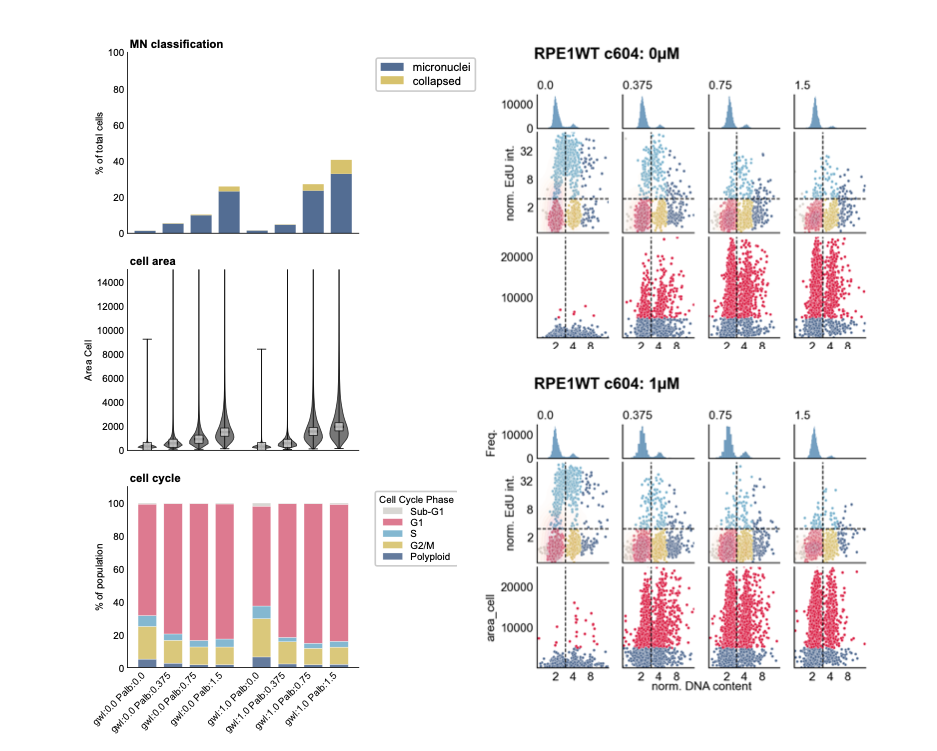 MN classification
100
80
60
40
20
0
% of total cells
micronuclei
collapsed
cell area
14000
12000
10000
8000
6000
4000
2000
0
Area Cell
cell cycle
100
80
60
40
20
0
% of population
Cell Cycle Phase
Sub-G1
G1
S
G2/M
Polyploid
gwl:0.0 Palb:0.0
gwl:0.0 Palb:0.375
gwl:0.0 Palb:0.75
gwl:0.0 Palb:1.5
gwl:1.0 Palb:0.0
gwl:1.0 Palb:0.375
gwl:1.0 Palb:0.75
gwl:1.0 Palb:1.5
RPE1WT c604: 0μM
0.0 0.375 0.75 1.5
10000
0
norm. EdU int.
32
8
2
20000
10000
2 4 8 2 4 8 2 4 8 2 4 8
RPE1WT c604: 1μM
0.0 0.375 0.75 1.5
Freq.
10000
0
norm. EdU int.
32
8
2
area_cell
20000
10000
2 4 8 2 4 8 2 4 8 2 4 8
norm. DNA content